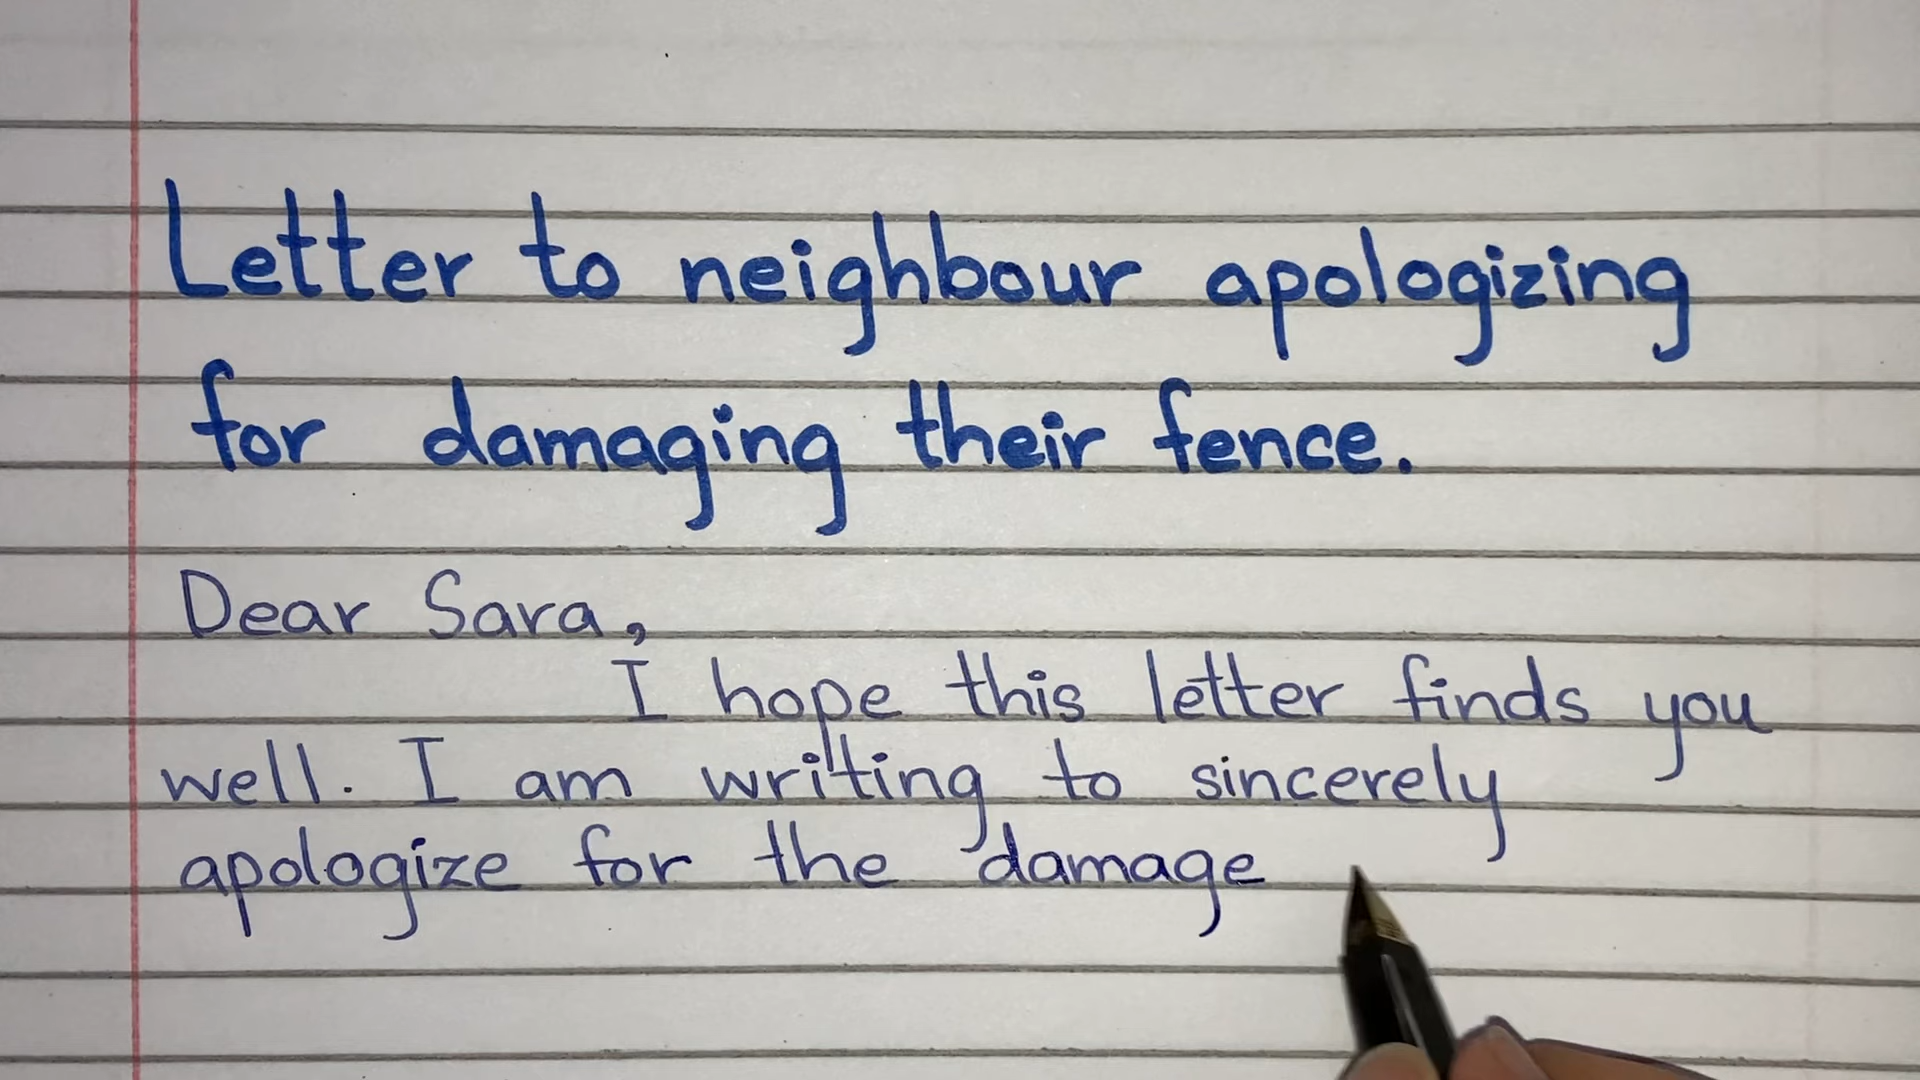 Letter to neighbour apologizing
for damaging their fence.
Dear Sara,
I hope this letter finds you
well. I am writing to sincerely
apologize for the damage